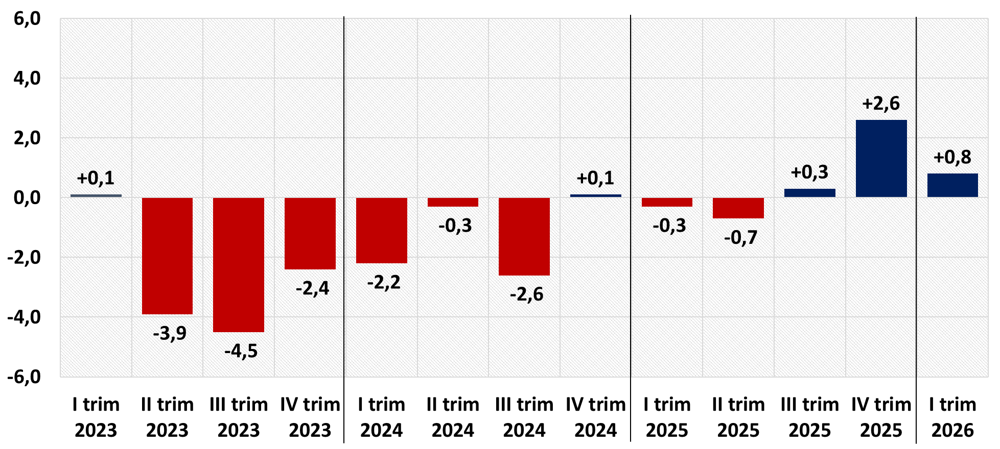 6,0
4,0
2,0
0,0
-2,0
-4,0
-6,0
+0,1
-3,9
-4,5
-2,4
-2,2
-0,3
-2,6
+0,1
-0,3
-0,7
+0,3
+2,6
+0,8
I trim
2023
II trim
2023
III trim
2023
IV trim
2023
I trim
2024
II trim
2024
III trim
2024
IV trim
2024
I trim
2025
II trim
2025
III trim
2025
IV trim
2025
I trim
2026